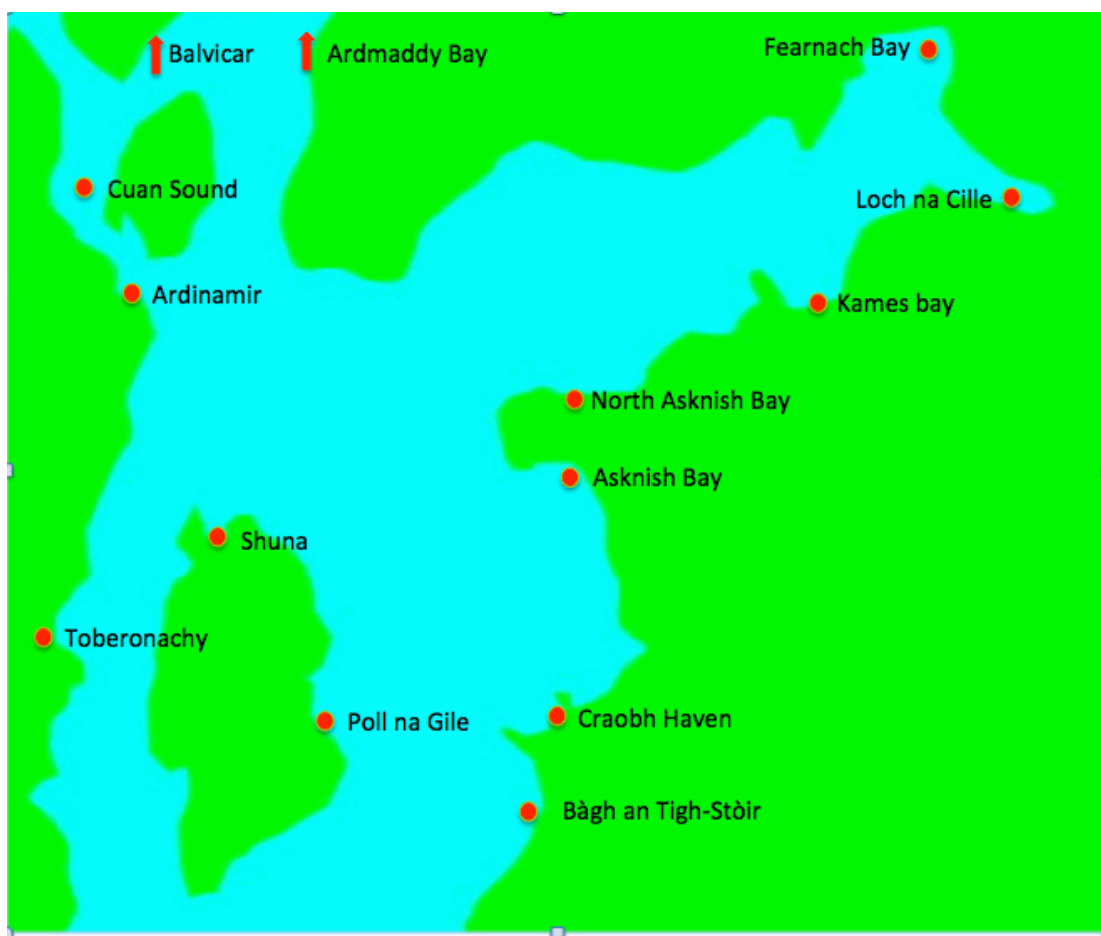 Balvicar
Ardmaddy Bay
Fearnach Bay
Cuan Sound
Loch na Cille
Ardinamir
Kames bay
North Asknish Bay
Asknish Bay
Shuna
Toberonachy
Poll na Gile
Craobh Haven
Bàgh an Tigh-Stòir